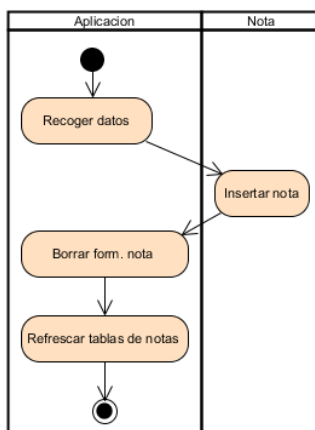 Aplicacion
Nota
Recoger datos
Insertar nota
Borrar form. nota
Refrescar tablas de notas